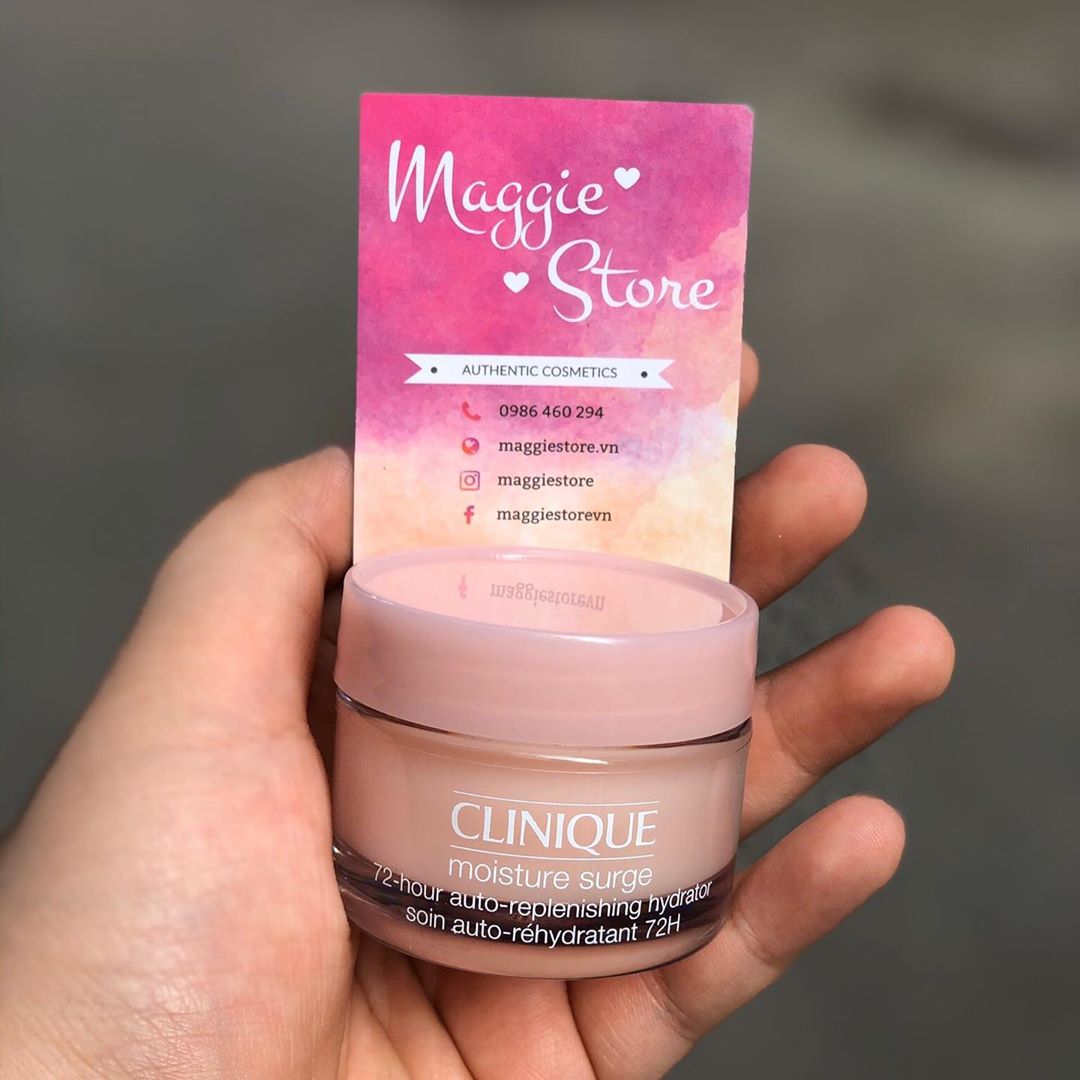 Maggie
Store
AUTHENTIC COSMETICS
0986 460 294
maggiestore.vn
maggiestore
maggiestorevn
maggiestorevn
CLINIQUE
moisture surge
72-hour auto-replenishing hydrator
soin auto-réhydratant 72H